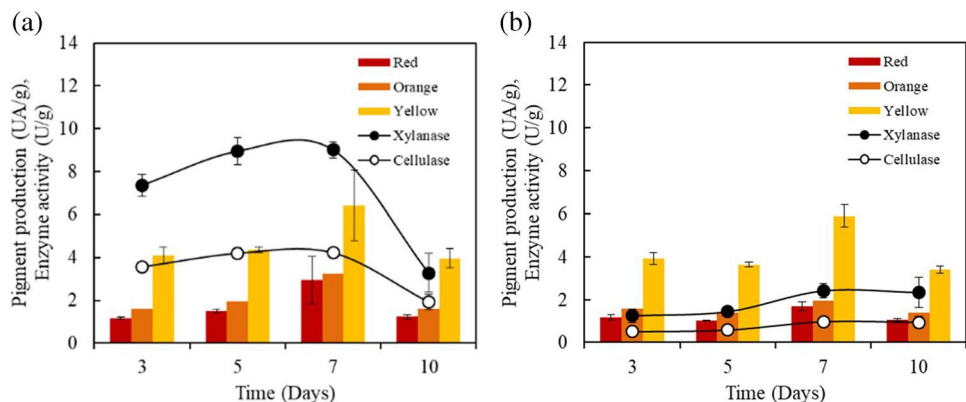 (a)
Pigment production (UA/g),
Enzyme activity (U/g)
14
12
10
8
6
4
2
0
Red
Orange
Yellow
Xylanase
Cellulase
3 5 7 10
Time (Days)
(b)
Pigment production (UA/g),
Enzyme activity (U/g)
14
12
10
8
6
4
2
0
Red
Orange
Yellow
Xylanase
Cellulase
3 5 7 10
Time (Days)